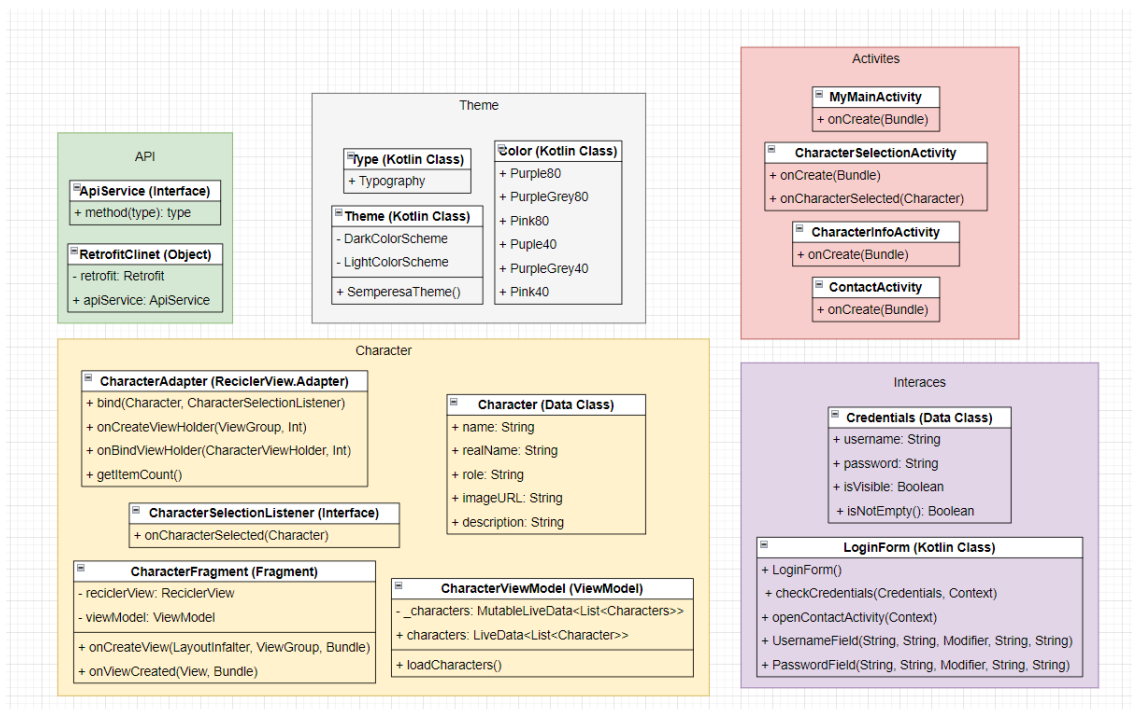 API
ApiService (Interface)
+ method(type): type
RetrofitClinet (Object)
- retrofit: Retrofit
+ apiService: ApiService
Theme
Type (Kotlin Class)
+ Typography
Theme (Kotlin Class)
- DarkColorScheme
- LightColorScheme
+ SemperesaTheme()
Color (Kotlin Class)
+ Purple80
+ PurpleGrey80
+ Pink80
+ Puple40
+ PurpleGrey40
+ Pink40
Activites
MyMainActivity
+ onCreate(Bundle)
CharacterSelectionActivity
+ onCreate(Bundle)
+ onCharacterSelected(Character)
CharacterInfoActivity
+ onCreate(Bundle)
ContactActivity
+ onCreate(Bundle)
Character
CharacterAdapter (ReciclerView.Adapter)
+ bind(Character, CharacterSelectionListener)
+ onCreateViewHolder(ViewGroup, Int)
+ onBindViewHolder(CharacterViewHolder, Int)
+ getItemCount()
CharacterSelectionListener (Interface)
+ onCharacterSelected(Character)
CharacterFragment (Fragment)
- reciclerView: ReciclerView
- viewModel: ViewModel
+ onCreateView(LayoutInfalter, ViewGroup, Bundle)
+ onViewCreated(View, Bundle)
Character (Data Class)
+ name: String
+ realName: String
+ role: String
+ imageURL: String
+ description: String
CharacterViewModel (ViewModel)
- _characters: MutableLiveData<List<Characters>>
+ characters: LiveData<List<Character>>
+ loadCharacters()
Interaces
Credentials (Data Class)
+ username: String
+ password: String
+ isVisible: Boolean
+ isNotEmpty(): Boolean
LoginForm (Kotlin Class)
+ LoginForm()
+ checkCredentials(Credentials, Context)
+ openContactActivity(Context)
+ UsernameField(String, String, Modifier, String, String)
+ PasswordField(String, String, Modifier, String, String)